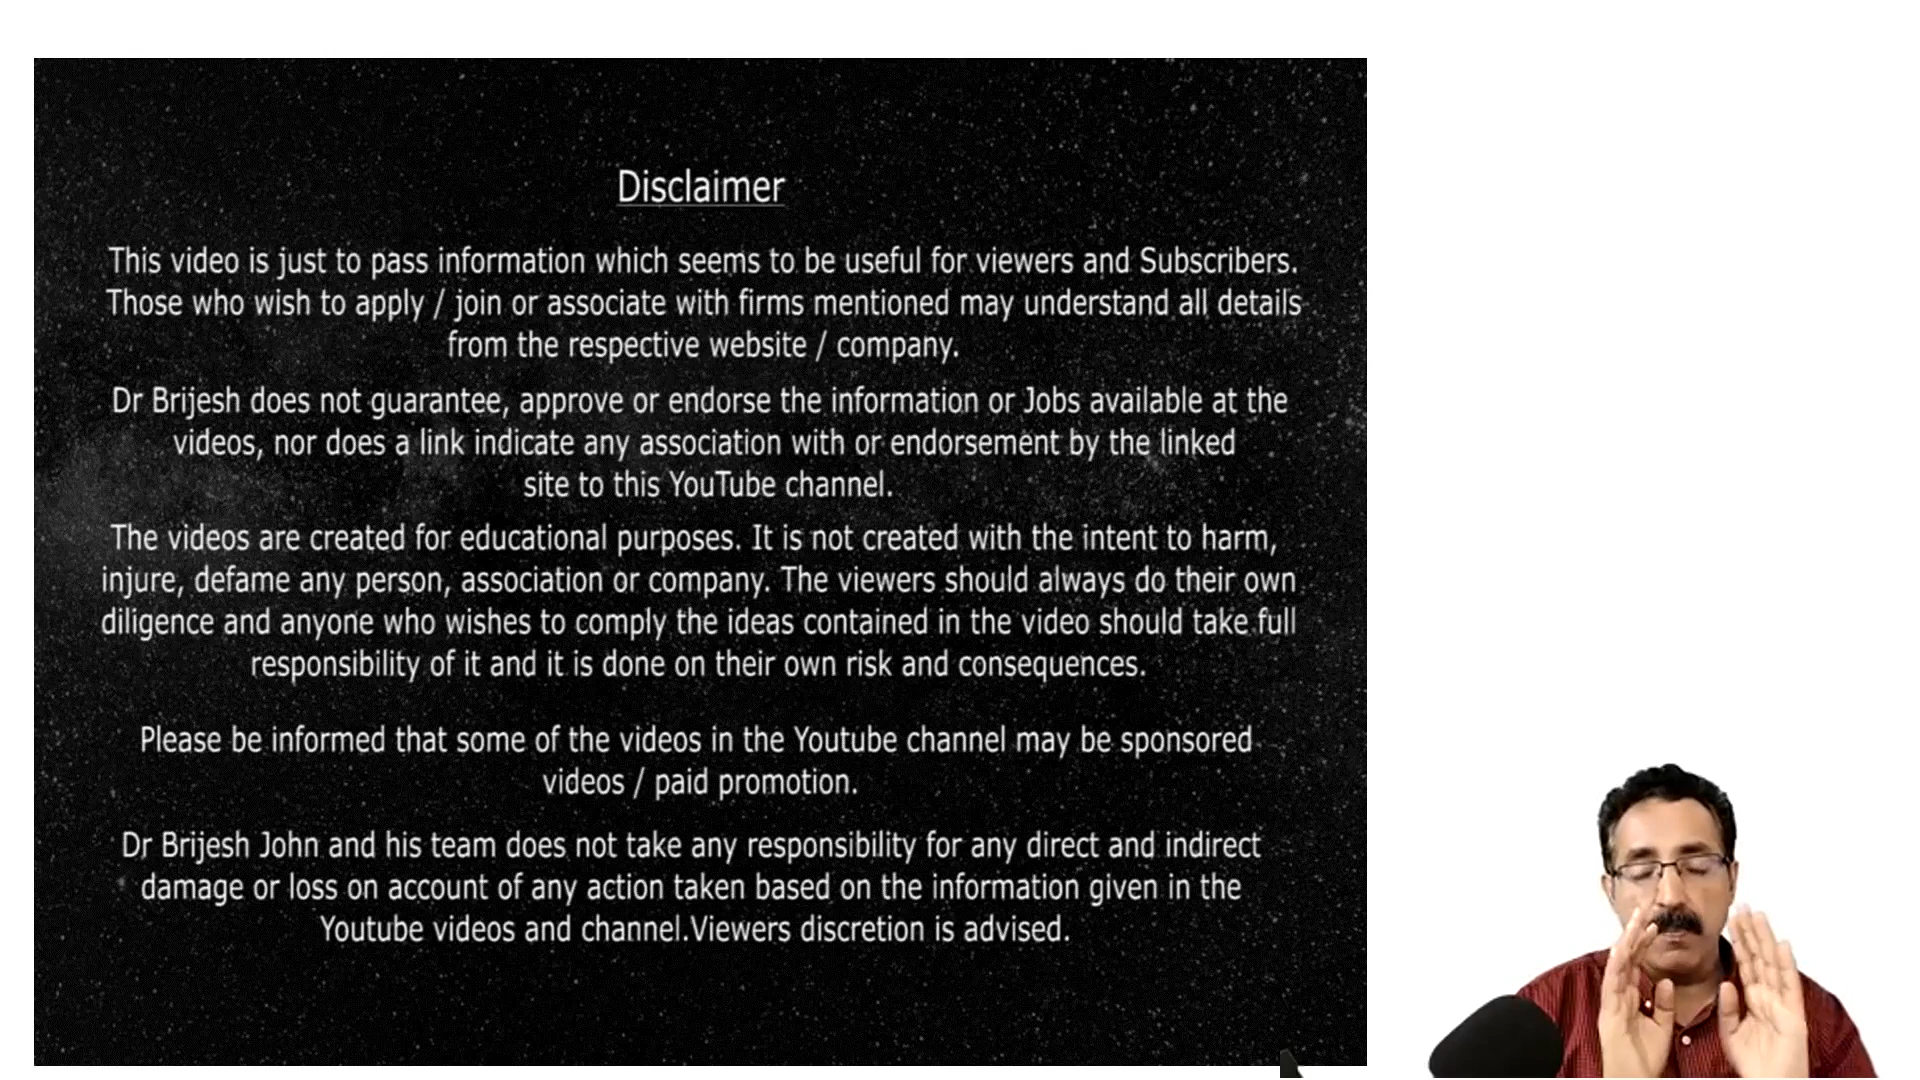 Disclaimer
This video is just to pass information which seems to be useful for viewers and Subscribers.
Those who wish to apply / join or associate with firms mentioned may understand all details
from the respective website / company.
Dr Brijesh does not guarantee, approve or endorse the information or Jobs available at the
videos, nor does a link indicate any association with or endorsement by the linked
site to this YouTube channel.
The videos are created for educational purposes. It is not created with the intent to harm,
injure, defame any person, association or company. The viewers should always do their own
diligence and anyone who wishes to comply the ideas contained in the video should take full
responsibility of it and it is done on their own risk and consequences.
Please be informed that some of the videos in the Youtube channel may be sponsored
videos / paid promotion.
Dr Brijesh John and his team does not take any responsibility for any direct and indirect
damage or loss on account of any action taken based on the information given in the
Youtube videos and channel.Viewers discretion is advised.